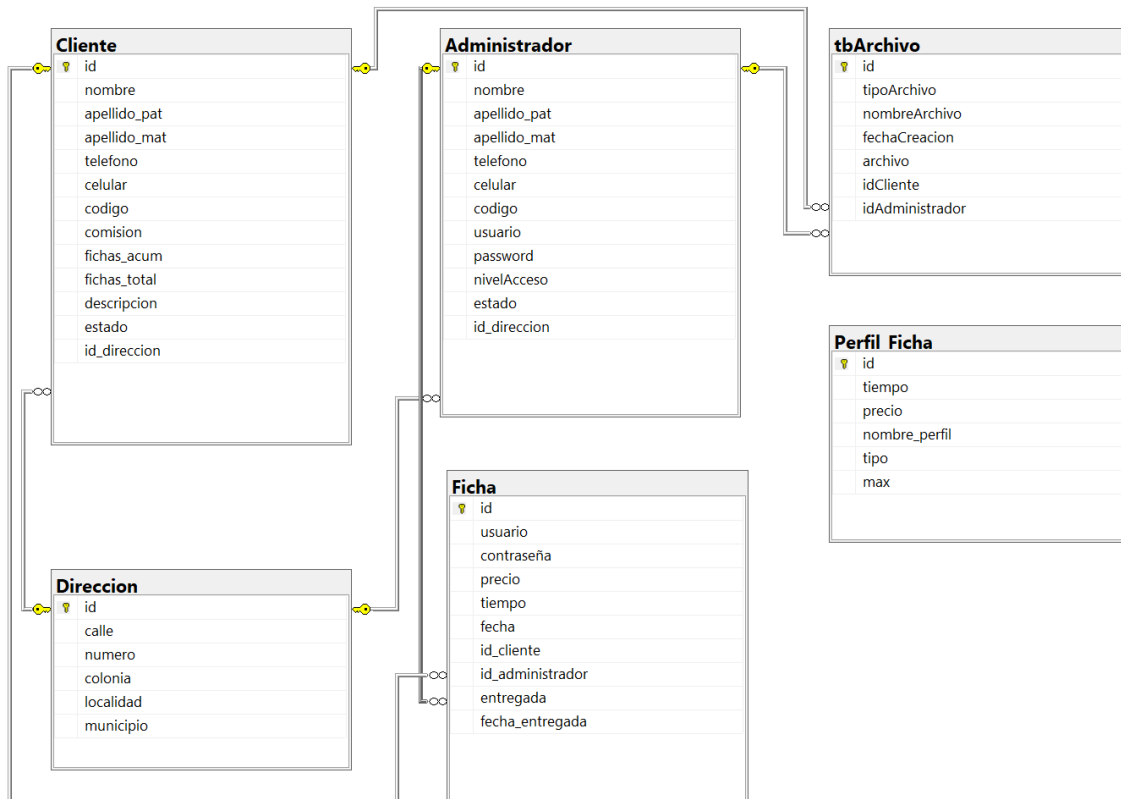 Cliente
id
nombre
apellido_pat
apellido_mat
telefono
celular
codigo
comision
fichas_acum
fichas_total
descripcion
estado
id_direccion
Administrador
id
nombre
apellido_pat
apellido_mat
telefono
celular
codigo
usuario
password
nivelAcceso
estado
id_direccion
tbArchivo
id
tipoArchivo
nombreArchivo
fechaCreacion
archivo
idCliente
idAdministrador
Perfil_Ficha
id
tiempo
precio
nombre_perfil
tipo
max
Ficha
id
usuario
contraseña
precio
tiempo
fecha
id_cliente
id_administrador
entregada
fecha_entregada
Direccion
id
calle
numero
colonia
localidad
municipio